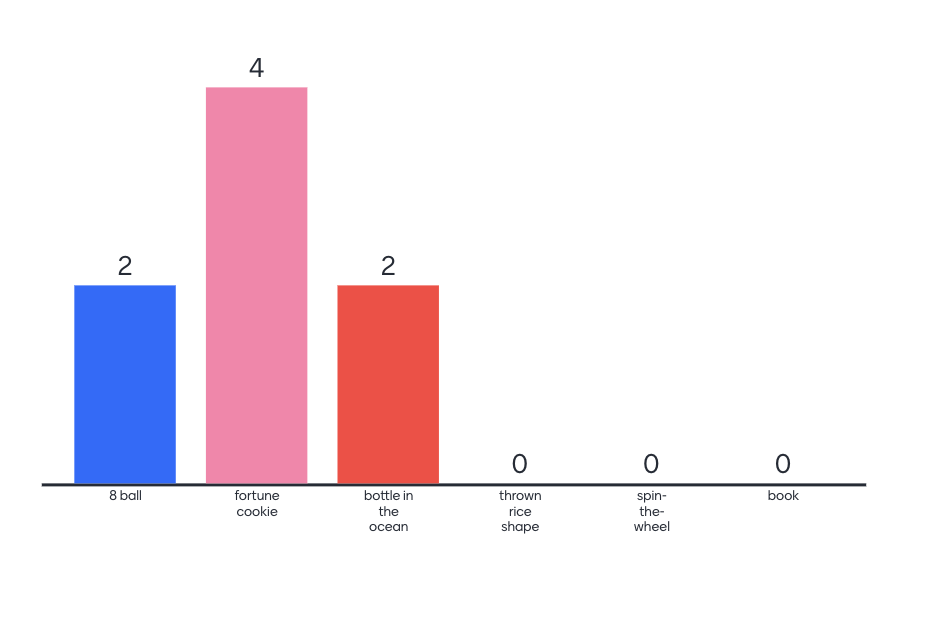 4
2
2
0
0
0
8 ball
fortune
cookie
bottle in
the
ocean
thrown
rice
shape
spin-
the-
wheel
book